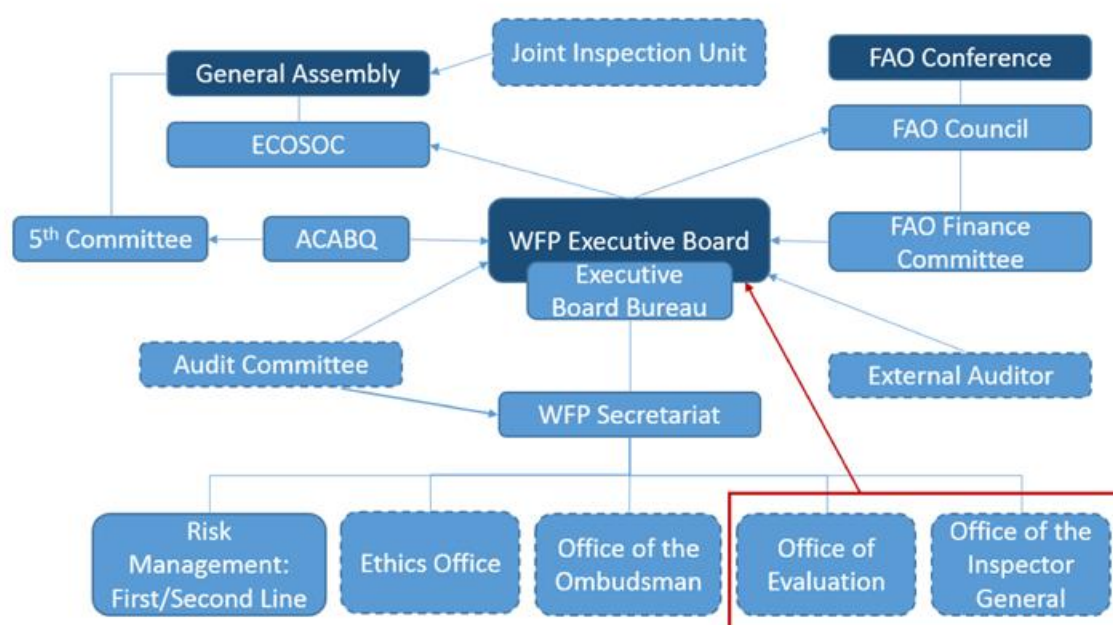 Joint Inspection Unit
General Assembly
FAO Conference
ECOSOC
FAO Council
5th Committee
ACABQ
WFP Executive Board
FAO Finance
Committee
Executive
Board Bureau
Audit Committee
External Auditor
WFP Secretariat
Risk
Management:
First/Second Line
Ethics Office
Office of the
Ombudsman
Office of
Evaluation
Office of the
Inspector
General